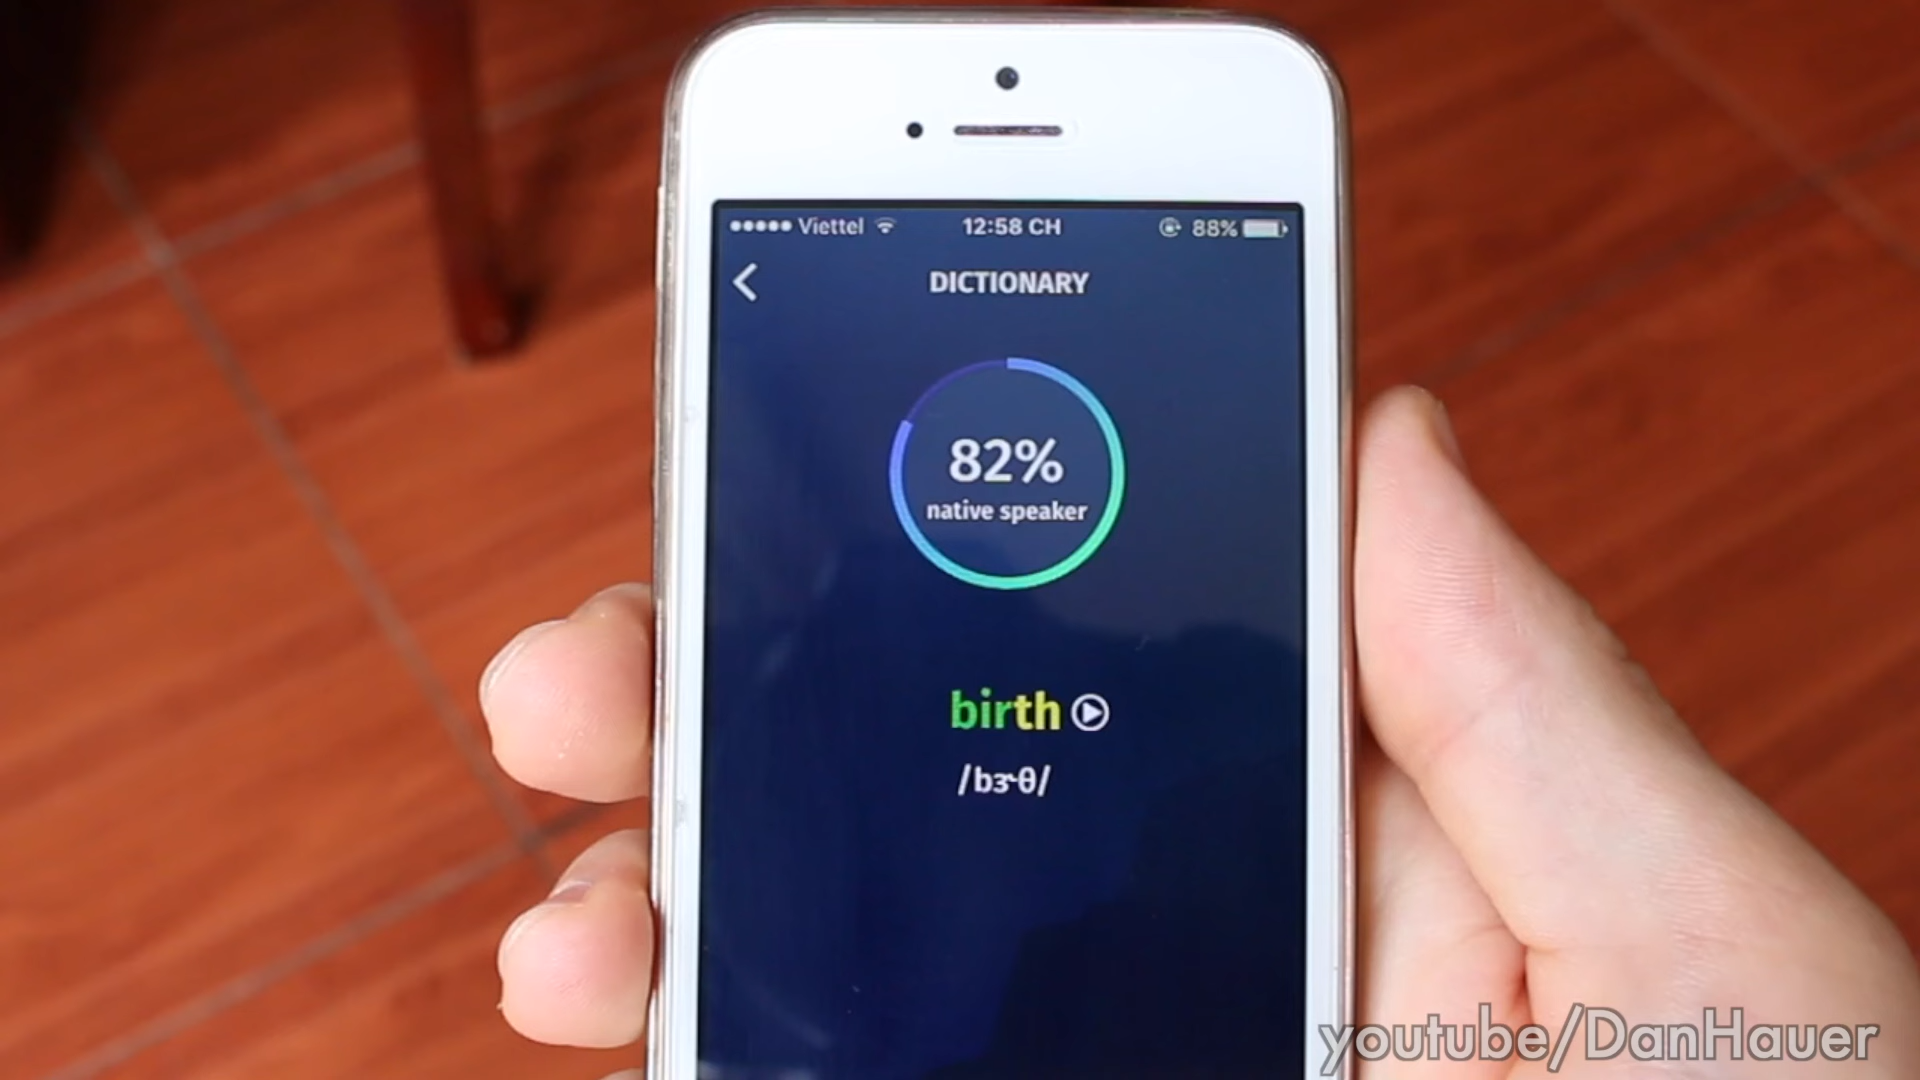 Viettel 12:58 CH 88%
DICTIONARY
82%
native speaker
birth
/bɝθ/
youtube/DanHauer